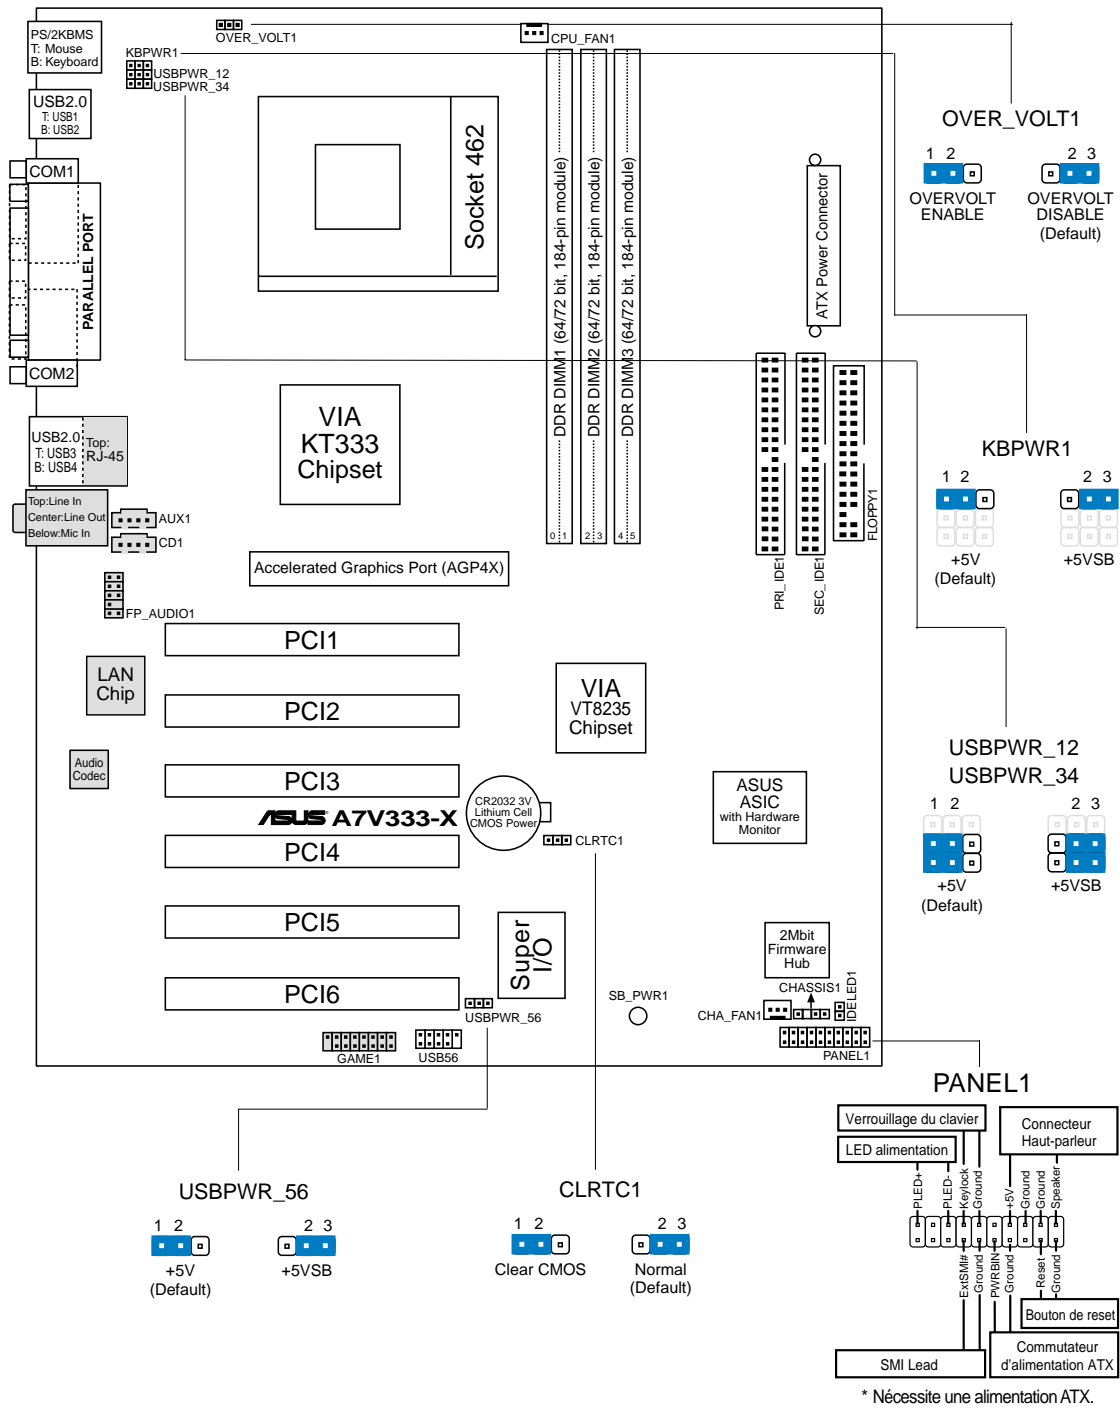 PS/2KBMS
T: Mouse
B: Keyboard
OVER_VOLT1
CPU_FAN1
KBPWR1
USBPWR_12
USBPWR_34
USB2.0
T: USB1
B: USB2
COM1
PARALLEL PORT
COM2
Socket 462
DDR DIMM1 (64/72 bit, 184-pin module)
DDR DIMM2 (64/72 bit, 184-pin module)
DDR DIMM3 (64/72 bit, 184-pin module)
0 1
2 3
4 5
ATX Power Connector
OVER_VOLT1
1 2
2 3
OVERVOLT
ENABLE
OVERVOLT
DISABLE
(Default)
VIA
KT333
Chipset
USB2.0
T: USB3
B: USB4
Top:
RJ-45
Top:Line In
Center:Line Out
Below:Mic In
AUX1
CD1
FP_AUDIO1
Accelerated Graphics Port (AGP4X)
PRI_IDE1
SEC_IDE1
FLOPPY1
KBPWR1
1 2
2 3
+5V
(Default)
+5VSB
PCI1
PCI2
PCI3
PCI4
PCI5
PCI6
LAN
Chip
Audio
Codec
VIA
VT8235
Chipset
ASUS A7V333-X
CR2032 3V
Lithium Cell
CMOS Power
CLRTC1
ASUS
ASIC
with Hardware
Monitor
USBPWR_12
USBPWR_34
1 2
2 3
+5V
(Default)
+5VSB
Super
I/O
2Mbit
Firmware
Hub
CHASSIS1
IDELED1
SB_PWR1
CHA_FAN1
PANEL1
USBPWR_56
GAME1
USB56
PANEL1
Verrouillage du clavier
LED alimentation
Connecteur
Haut-parleur
PLED+
PLED-
Keylock
Ground
+5V
Ground
Ground
Speaker
ExtSMI#
Ground
PWRBIN
Ground
Reset
Ground
Bouton de reset
SMI Lead
Commutateur
d'alimentation ATX
* Nécessite une alimentation ATX.
USBPWR_56
1 2
2 3
+5V
(Default)
+5VSB
CLRTC1
1 2
2 3
Clear CMOS
Normal
(Default)